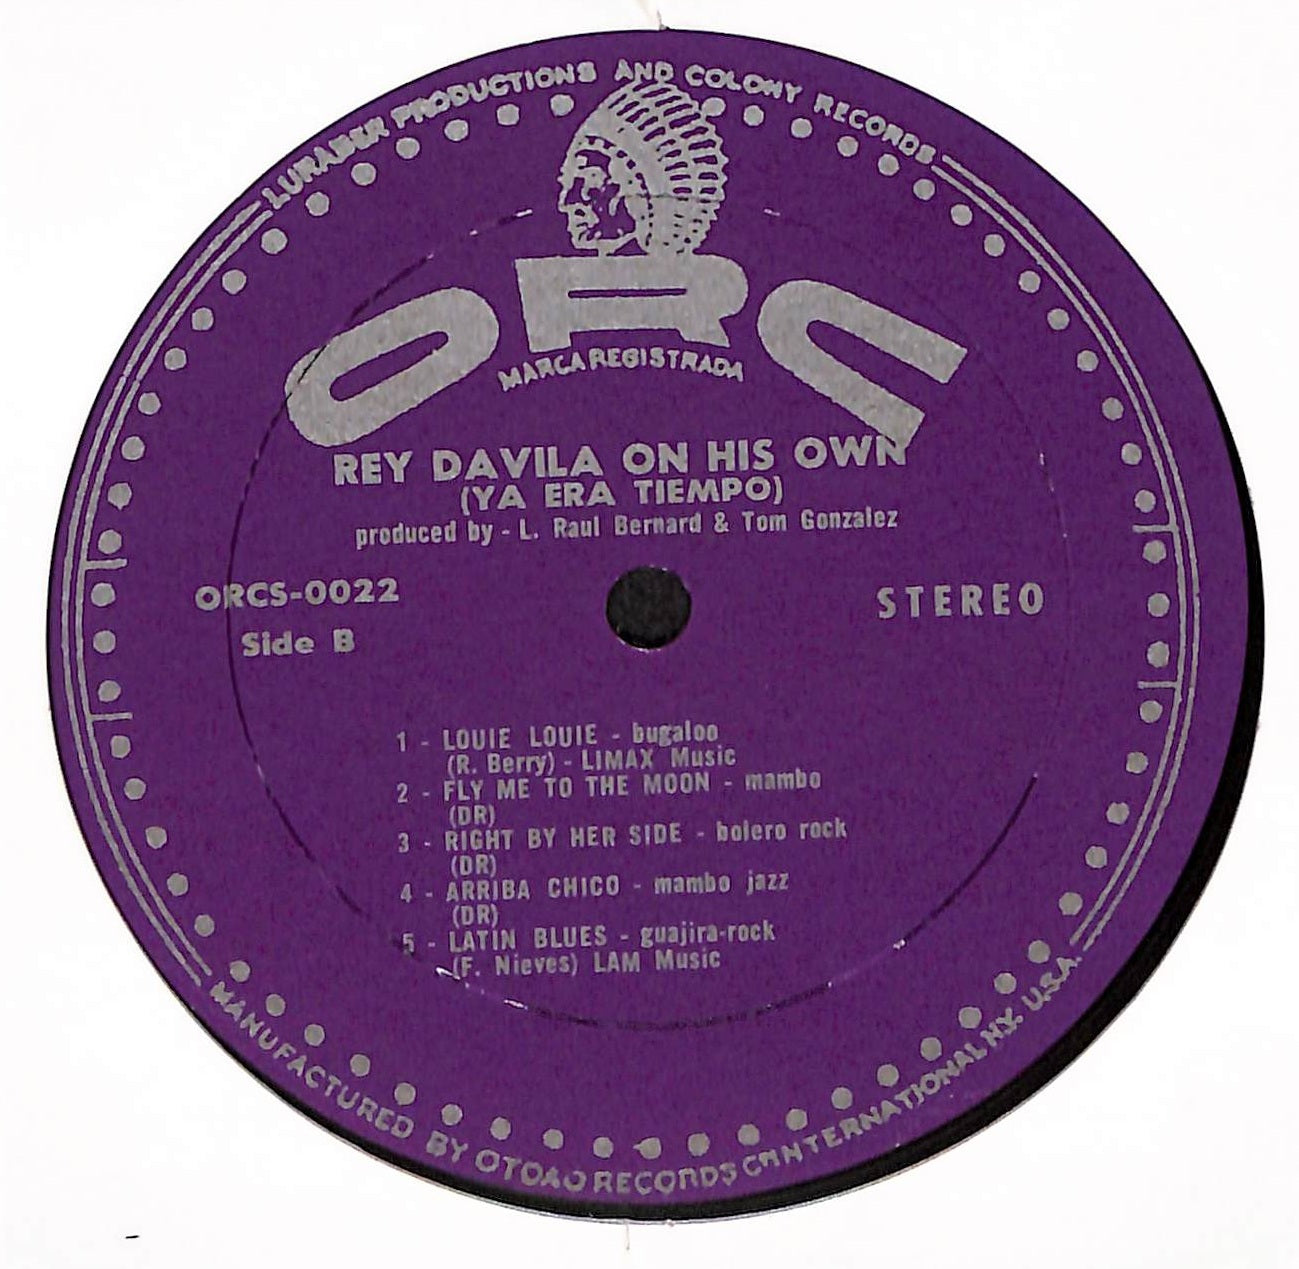 LURABER PRODUCTIONS AND COLONY RECORDS
ORC
MARCA REGISTRADA
REY DAVILA ON HIS OWN
(YA ERA TIEMPO)
produced by - L. Raul Bernard & Tom Gonzalez
ORCS-0022
STEREO
Side B
1 - LOUIE LOUIE - bugaloo
(R. Berry) - LIMAX Music
2 - FLY ME TO THE MOON - mambo
(DR)
3 - RIGHT BY HER SIDE - bolero rock
(DR)
4 - ARRIBA CHICO - mambo jazz
(DR)
5 - LATIN BLUES - guajira-rock
(F. Nieves) LAM Music
MANUFACTURED BY OTOAO RECORDS INTERNATIONAL N.Y. U.S.A.